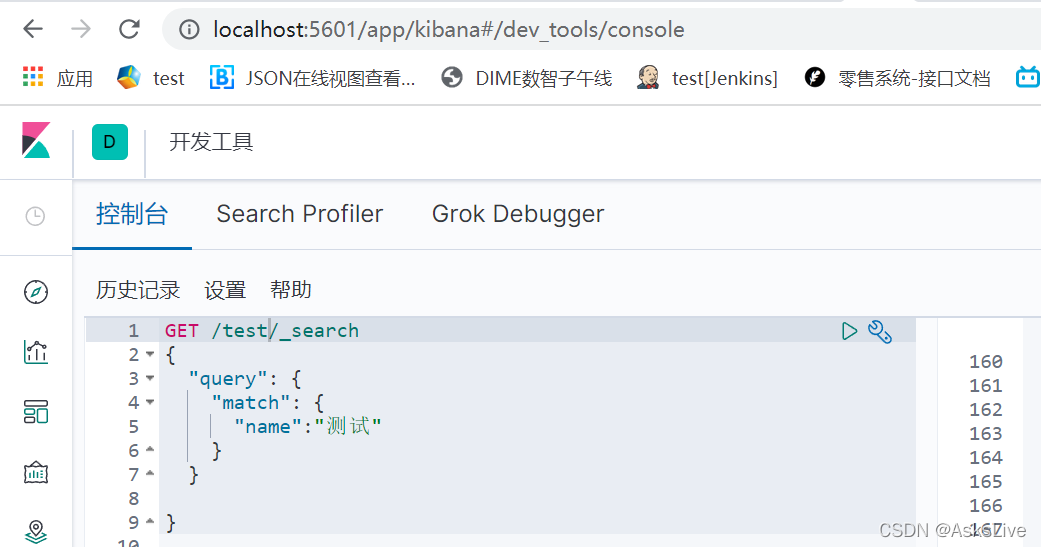 localhost:5601/app/kibana#/dev_tools/console
应用 test JSON在线视图查看... DIME数智子午线 test[Jenkins] 零售系统-接口文档
D 开发工具
控制台 Search Profiler Grok Debugger
历史记录 设置 帮助
1 GET /test/_search
2 {
3 "query": {
4 "match": {
5 "name":"测试"
6 }
7 }
8
9 }
10
160
161
162
163
164
165
166
167
CSDN @AsksLive